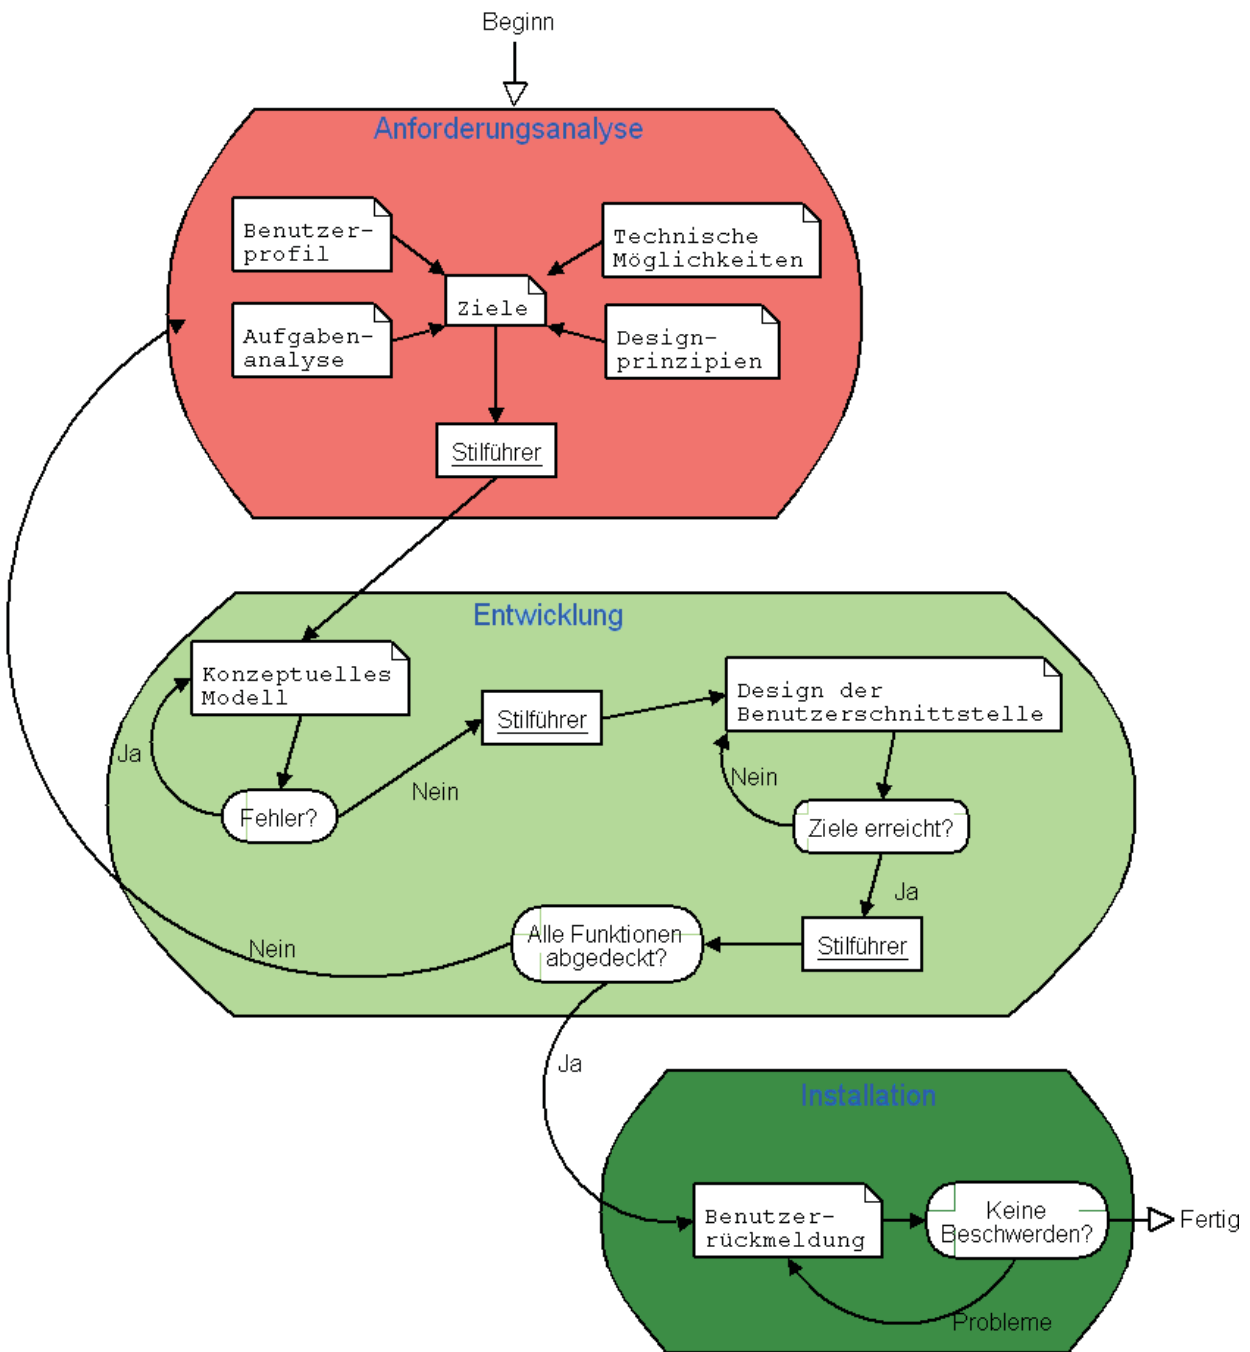 Beginn
Anforderungsanalyse
Benutzer-
profil
Technische
Möglichkeiten
Ziele
Aufgaben-
analyse
Design-
prinzipien
Stilführer
Entwicklung
Konzeptuelles
Modell
Design der
Benutzerschnittstelle
Stilführer
Ja
Nein
Nein
Fehler?
Ziele erreicht?
Ja
Alle Funktionen
abgedeckt?
Stilführer
Nein
Ja
Installation
Benutzer-
rückmeldung
Keine
Beschwerden?
Fertig
Probleme